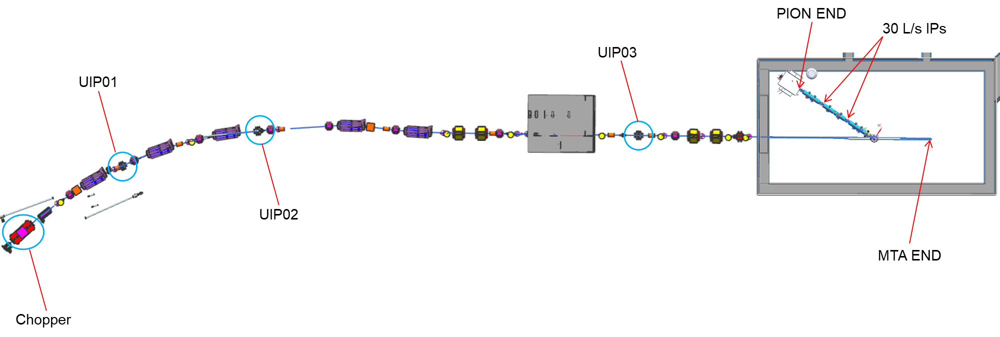 PION END
30 L/s IPs
UIP03
UIP01
UIP02
MTA END
Chopper